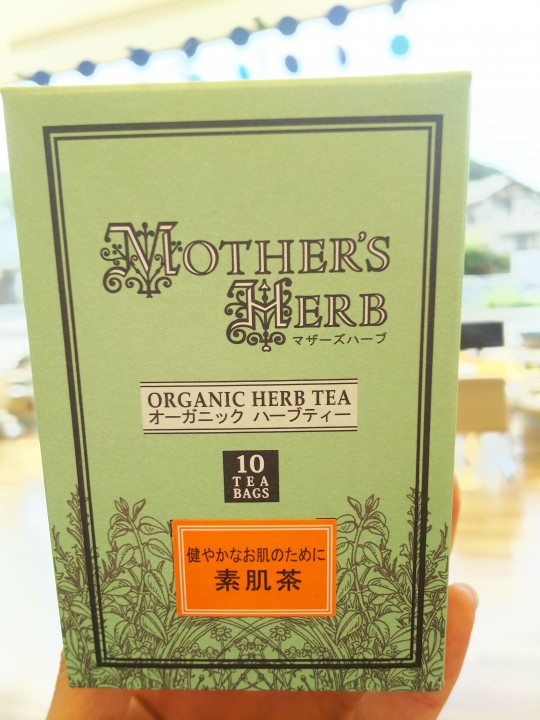 MOTHER'S
HERB
マザーズハーブ
ORGANIC HERB TEA
オーガニック ハーブティー
10
TEA
BAGS
健やかなお肌のために
素肌茶